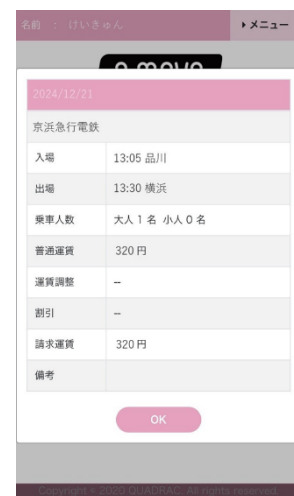 名前 : けいきゅん ▶メニュー
2024/12/21
京浜急行電鉄
入場 13:05 品川
出場 13:30 横浜
乗車人数 大人 1 名 小人 0 名
普通運賃 320 円
運賃調整 --
割引 --
請求運賃 320 円
備考
OK
Copyright © 2020 QUADRAC. All rights reserved.